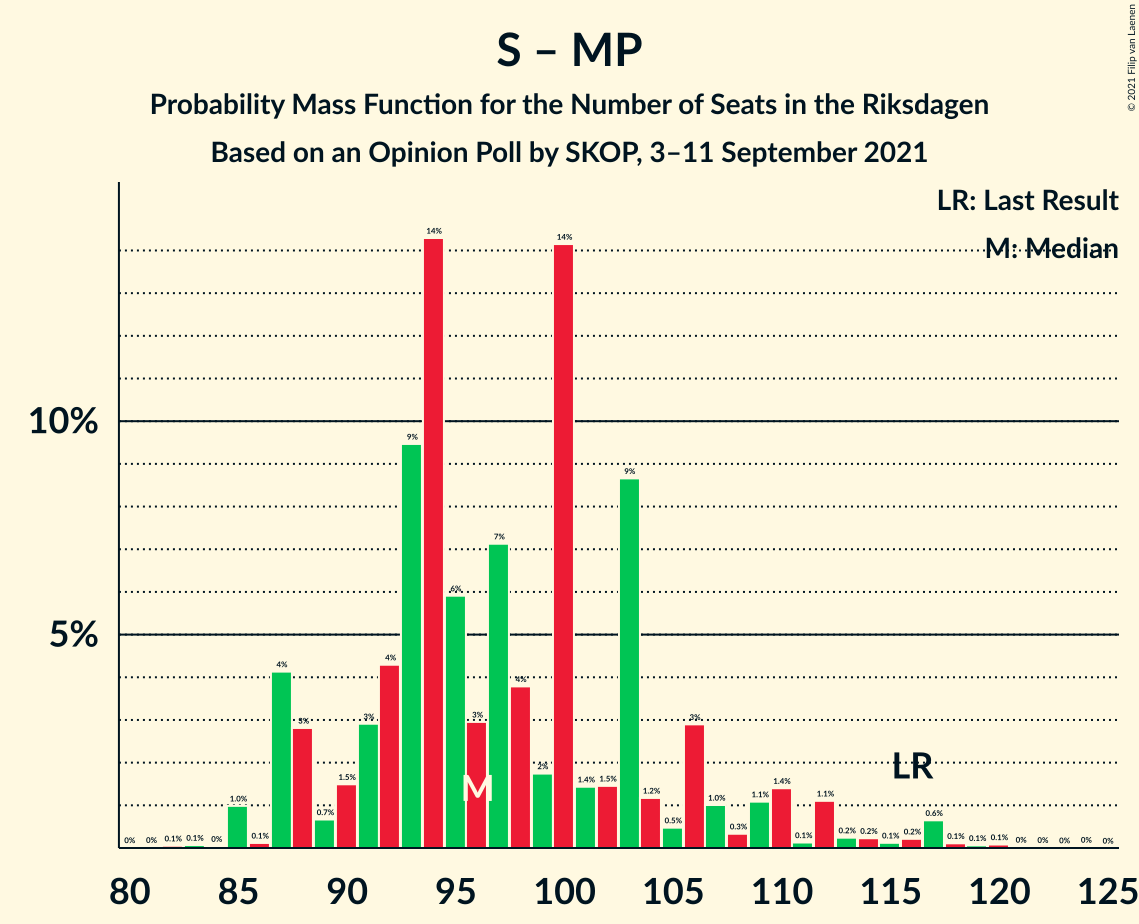 S – MP
Probability Mass Function for the Number of Seats in the Riksdagen
Based on an Opinion Poll by SKOP, 3–11 September 2021
© 2021 Filip van Laenen
LR: Last Result
M: Median
10%
5%
0% 0% 0.1% 0.1% 0% 1.0% 0.1% 4% 3% 0.7% 1.5% 3% 4% 9% 14% 6% 3% 7% 4% 2% 14% 1.4% 1.5% 9% 1.2% 0.5% 3% 1.0% 0.3% 1.1% 1.4% 0.1% 1.1% 0.2% 0.2% 0.1% 0.2% 0.6% 0.1% 0.1% 0.1% 0% 0% 0% 0% 0%
M
LR
80 85 90 95 100 105 110 115 120 125